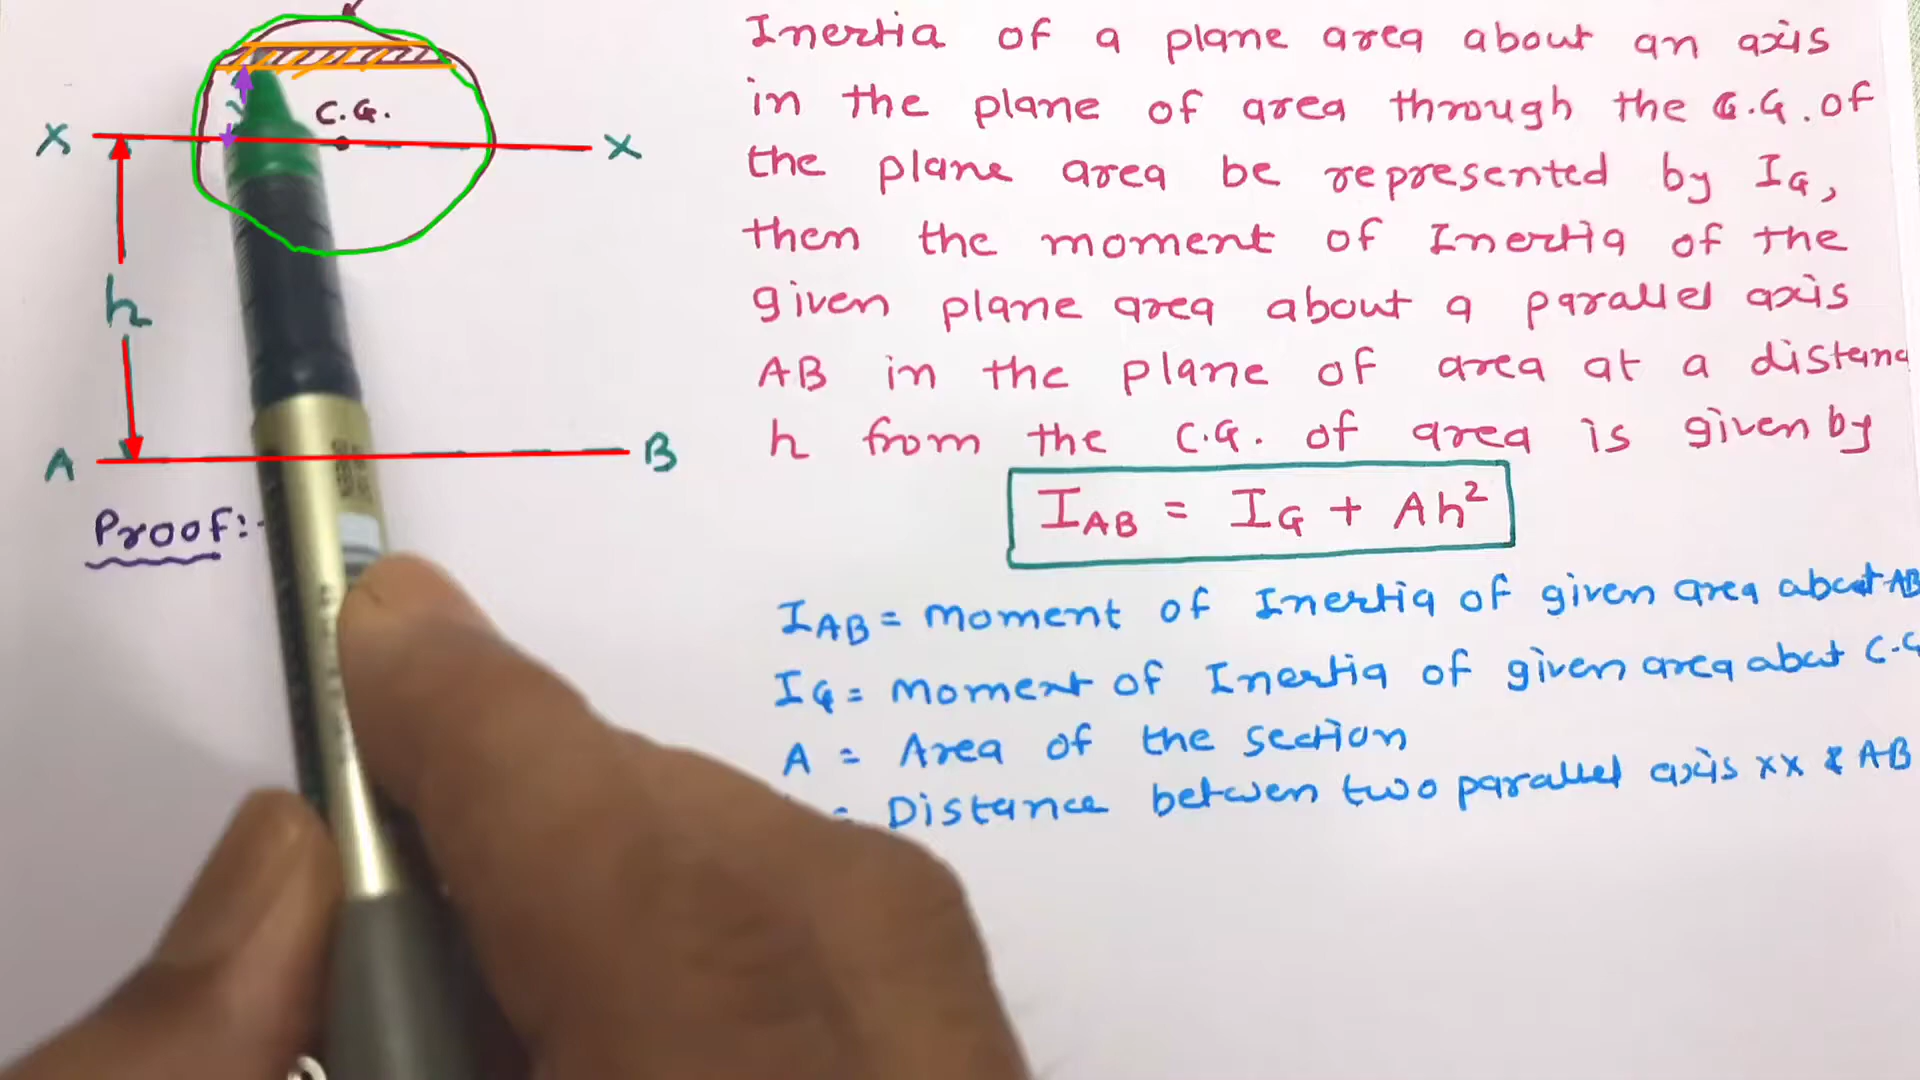 C.G.
X
X
h
A
B
Proof:-
Inertia of a plane area about an axis
in the plane of area through the C.G. of
the plane area be represented by IG,
then the moment of Inertia of the
given plane area about a parallel axis
AB in the plane of area at a distanc
h from the C.G. of area is given by
IAB = IG + Ah²
IAB = moment of Inertia of given area about AB
IG = Moment of Inertia of given area about C.G
A = Area of the section
= Distance betwen two parallel axis xx & AB